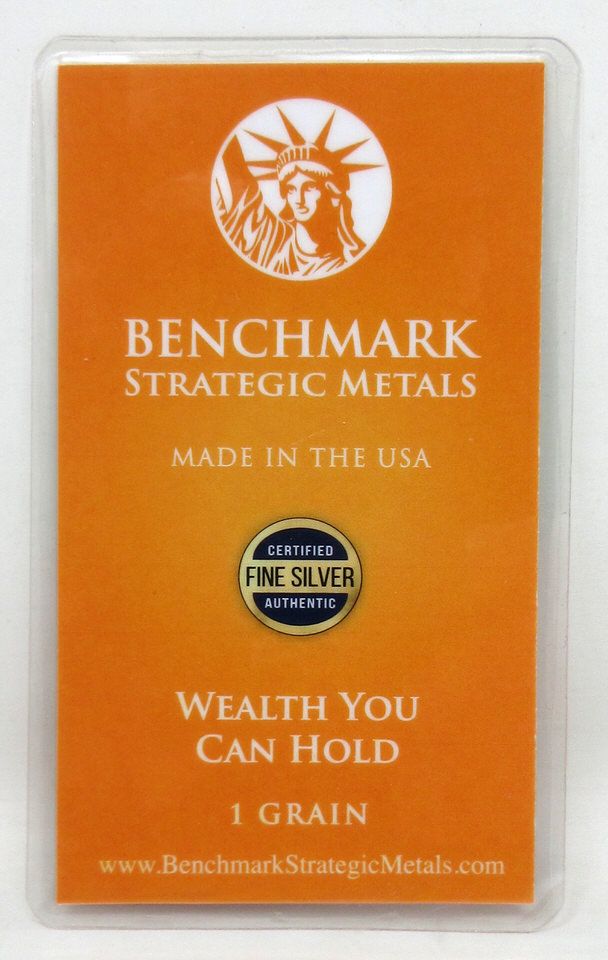 BENCHMARK
STRATEGIC METALS
MADE IN THE USA
CERTIFIED
FINE SILVER
AUTHENTIC
WEALTH YOU
CAN HOLD
1 GRAIN
www.BenchmarkStrategicMetals.com